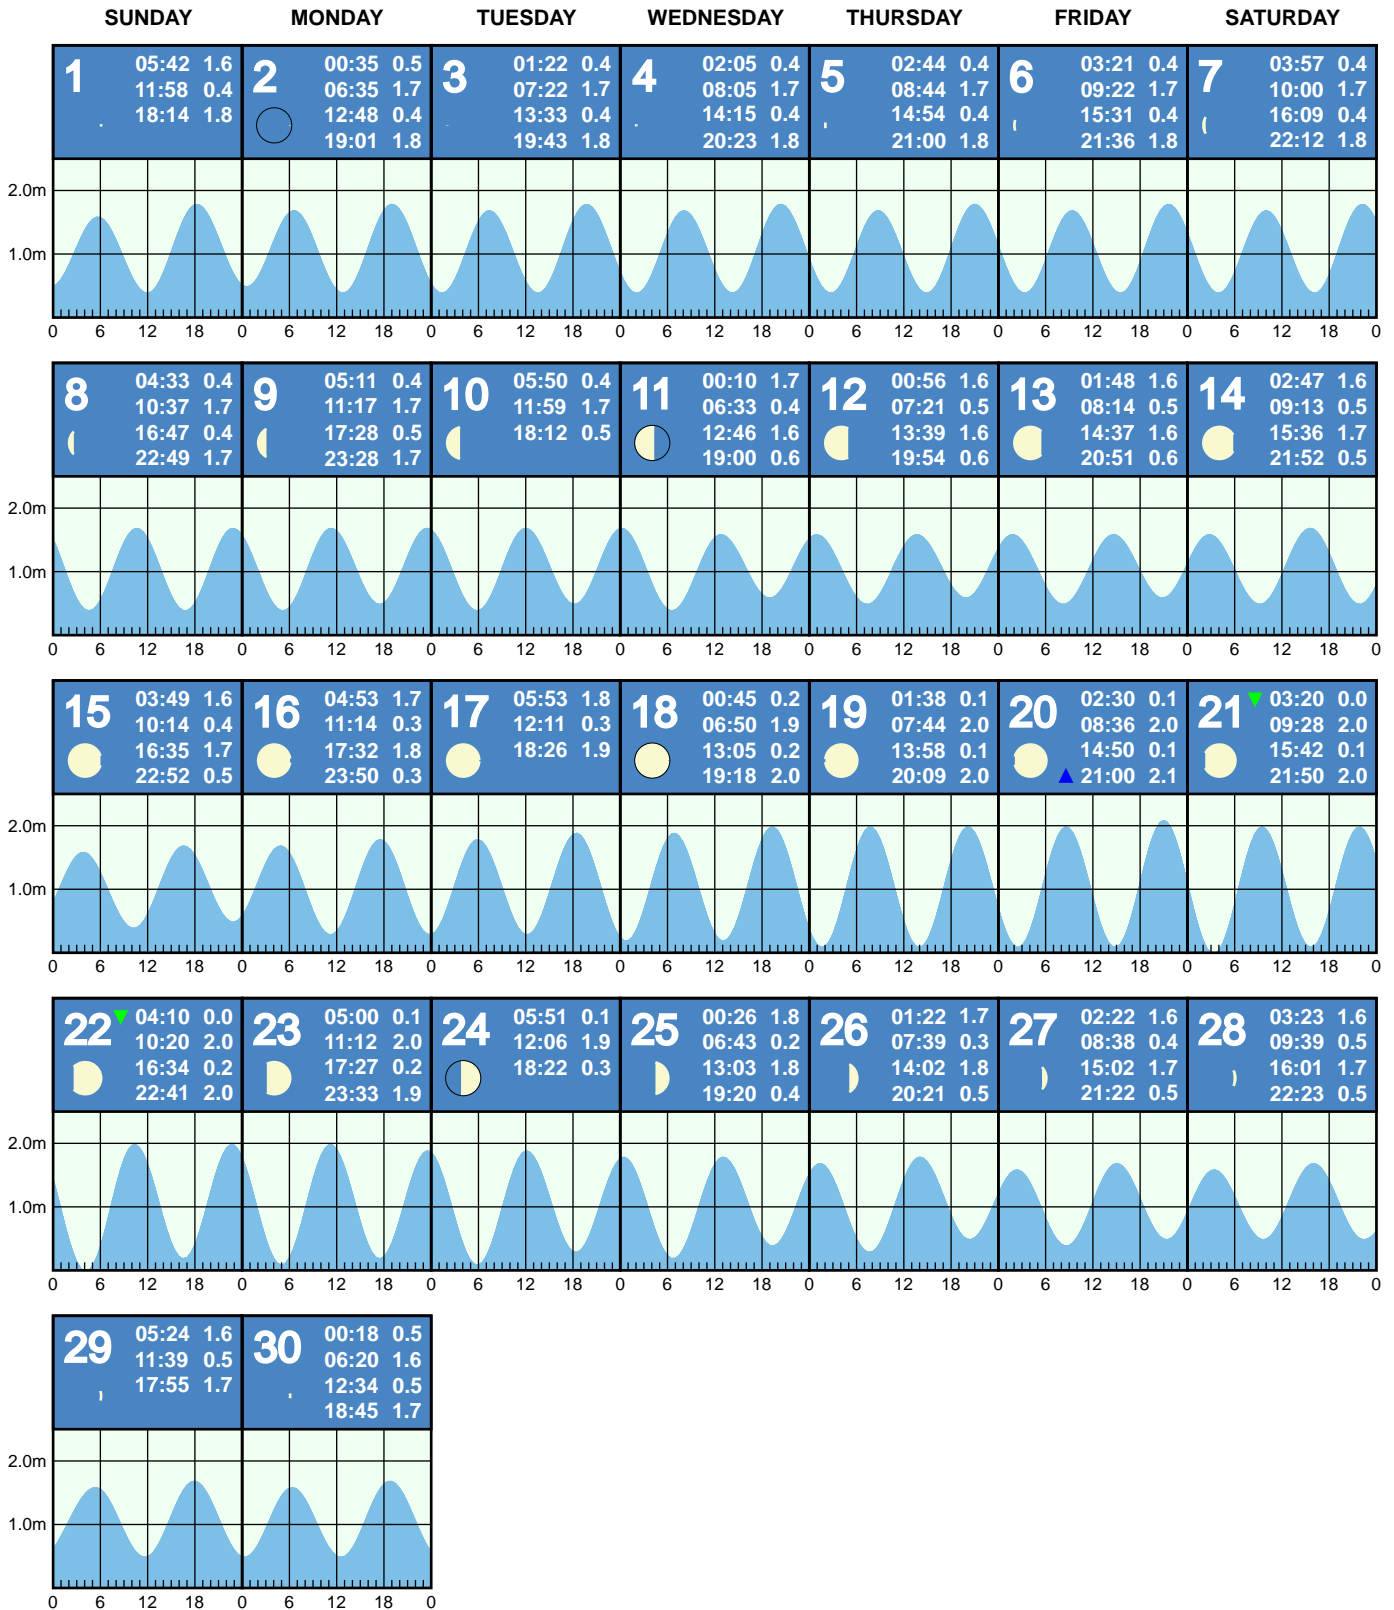 SUNDAY MONDAY TUESDAY WEDNESDAY THURSDAY FRIDAY SATURDAY
1 05:42 1.6
11:58 0.4
18:14 1.8
2 00:35 0.5
06:35 1.7
12:48 0.4
19:01 1.8
3 01:22 0.4
07:22 1.7
13:33 0.4
19:43 1.8
4 02:05 0.4
08:05 1.7
14:15 0.4
20:23 1.8
5 02:44 0.4
08:44 1.7
14:54 0.4
21:00 1.8
6 03:21 0.4
09:22 1.7
15:31 0.4
21:36 1.8
7 03:57 0.4
10:00 1.7
16:09 0.4
22:12 1.8
2.0m
1.0m
0 6 12 18 0 6 12 18 0 6 12 18 0 6 12 18 0 6 12 18 0 6 12 18 0 6 12 18 0
8 04:33 0.4
10:37 1.7
16:47 0.4
22:49 1.7
9 05:11 0.4
11:17 1.7
17:28 0.5
23:28 1.7
10 05:50 0.4
11:59 1.7
18:12 0.5
11 00:10 1.7
06:33 0.4
12:46 1.6
19:00 0.6
12 00:56 1.6
07:21 0.5
13:39 1.6
19:54 0.6
13 01:48 1.6
08:14 0.5
14:37 1.6
20:51 0.6
14 02:47 1.6
09:13 0.5
15:36 1.7
21:52 0.5
2.0m
1.0m
0 6 12 18 0 6 12 18 0 6 12 18 0 6 12 18 0 6 12 18 0 6 12 18 0 6 12 18 0
15 03:49 1.6
10:14 0.4
16:35 1.7
22:52 0.5
16 04:53 1.7
11:14 0.3
17:32 1.8
23:50 0.3
17 05:53 1.8
12:11 0.3
18:26 1.9
18 00:45 0.2
06:50 1.9
13:05 0.2
19:18 2.0
19 01:38 0.1
07:44 2.0
13:58 0.1
20:09 2.0
20 02:30 0.1
08:36 2.0
14:50 0.1
21:00 2.1
21 03:20 0.0
09:28 2.0
15:42 0.1
21:50 2.0
2.0m
1.0m
0 6 12 18 0 6 12 18 0 6 12 18 0 6 12 18 0 6 12 18 0 6 12 18 0 6 12 18 0
22 04:10 0.0
10:20 2.0
16:34 0.2
22:41 2.0
23 05:00 0.1
11:12 2.0
17:27 0.2
23:33 1.9
24 05:51 0.1
12:06 1.9
18:22 0.3
25 00:26 1.8
06:43 0.2
13:03 1.8
19:20 0.4
26 01:22 1.7
07:39 0.3
14:02 1.8
20:21 0.5
27 02:22 1.6
08:38 0.4
15:02 1.7
21:22 0.5
28 03:23 1.6
09:39 0.5
16:01 1.7
22:23 0.5
2.0m
1.0m
0 6 12 18 0 6 12 18 0 6 12 18 0 6 12 18 0 6 12 18 0 6 12 18 0 6 12 18 0
29 05:24 1.6
11:39 0.5
17:55 1.7
30 00:18 0.5
06:20 1.6
12:34 0.5
18:45 1.7
2.0m
1.0m
0 6 12 18 0 6 12 18 0